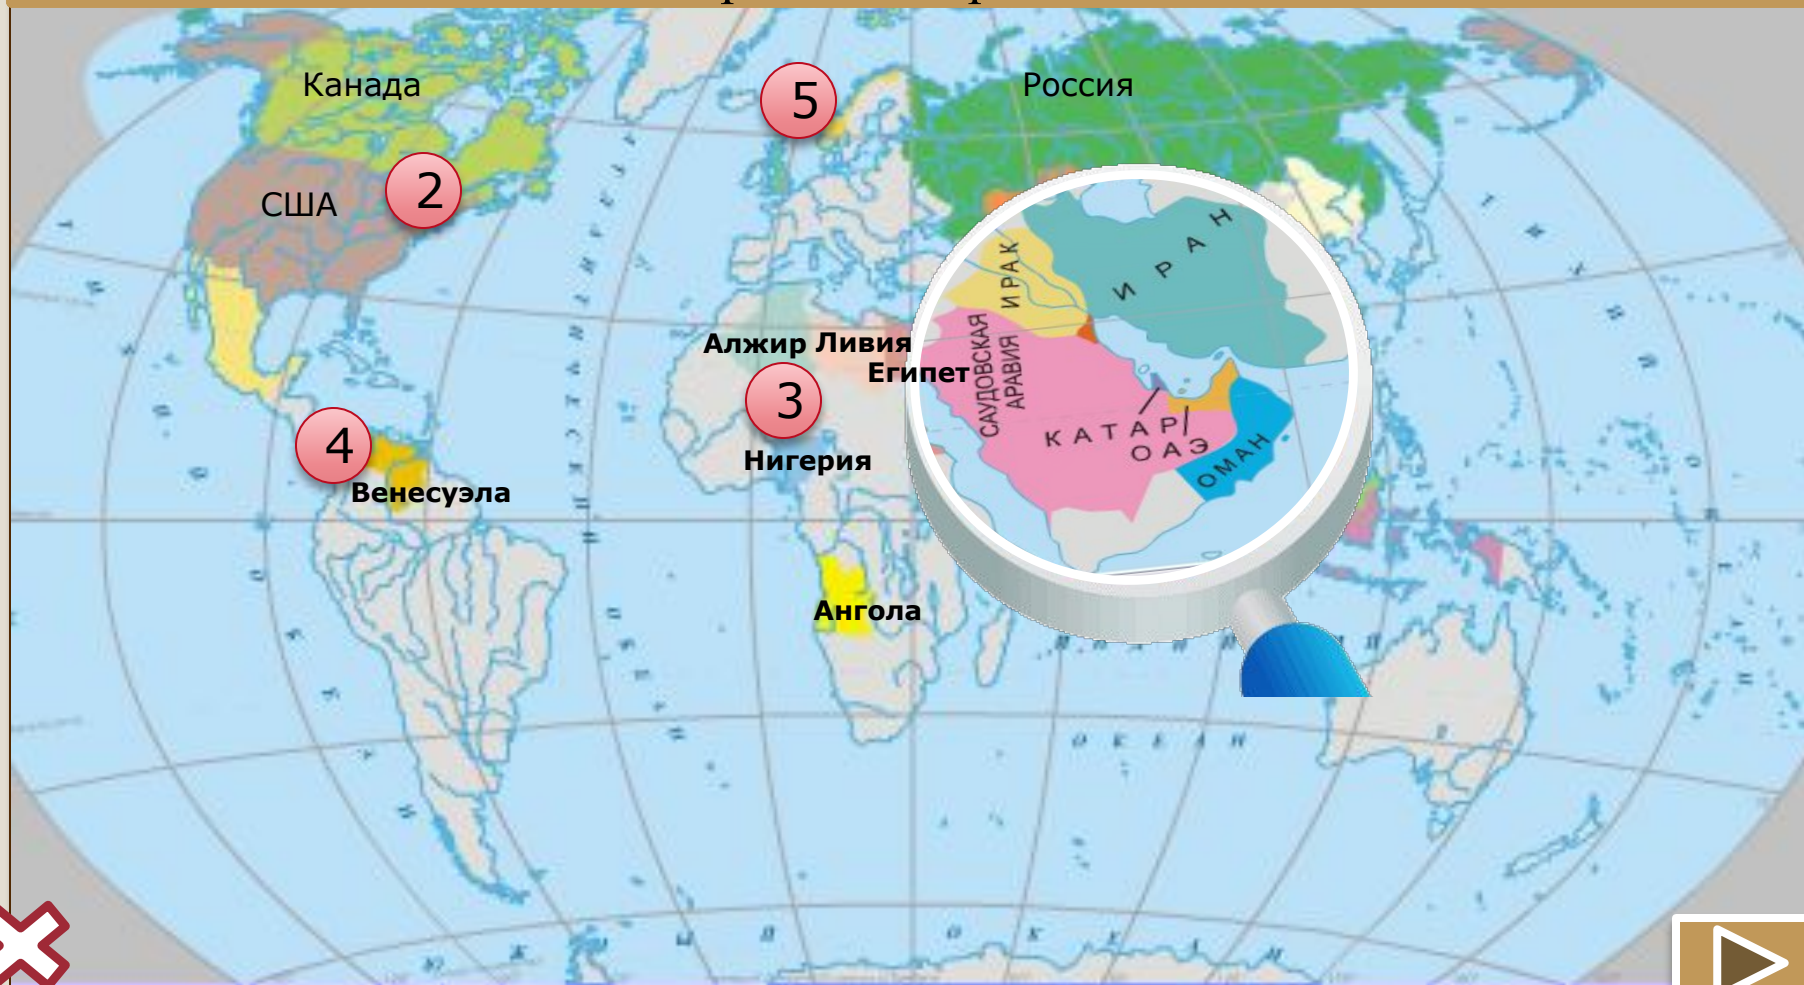 Канада
Россия
5
2
США
ИРАН
ИРАК
САУДОВСКАЯ
АРАВИЯ
Алжир Ливия
Египет
3
КАТАР
ОАЭ
ОМАН
4
Нигерия
Венесуэла
Ангола
ОКЕАН